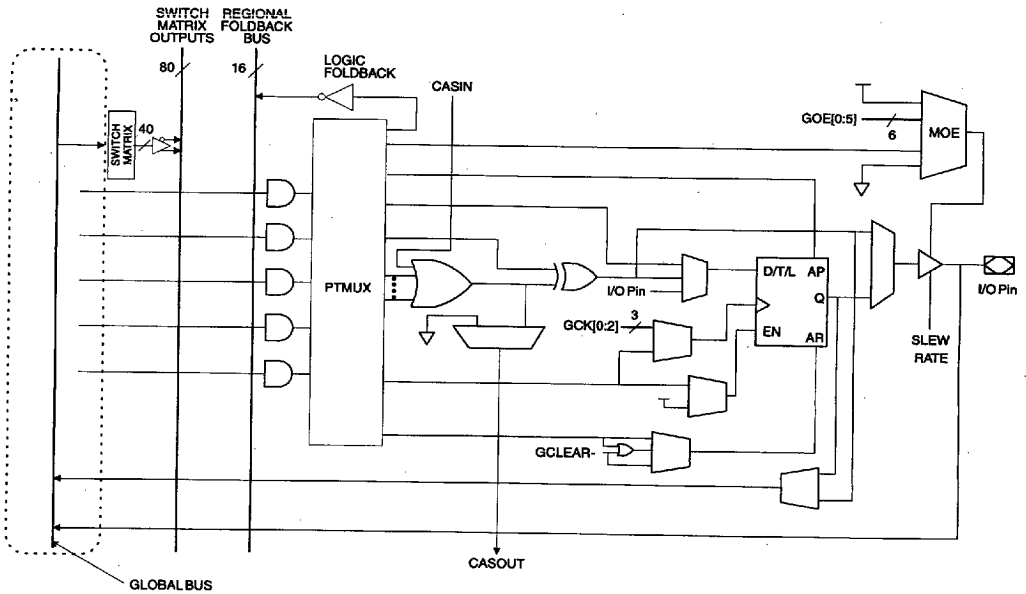 SWITCH
MATRIX
OUTPUTS
REGIONAL
FOLDBACK
BUS
80
16
LOGIC
FOLDBACK
CASIN
GOE[0:5]
6
MOE
SWITCH
MATRIX
40
PTMUX
I/O Pin
D/T/L AP
Q
EN
AR
I/O Pin
GCK[0:2]
3
SLEW
RATE
GCLEAR-
CASOUT
GLOBAL BUS